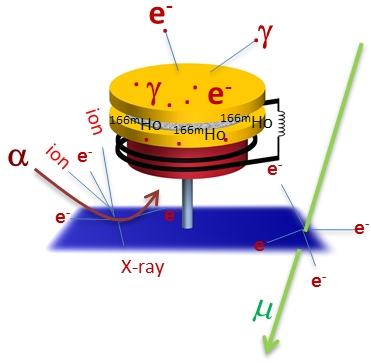 e-
γ
γ
e-
166mHo
166mHo
166mHo
ion
ion
e-
α
e-
e-
e
X-ray
e-
e-
e-
μ